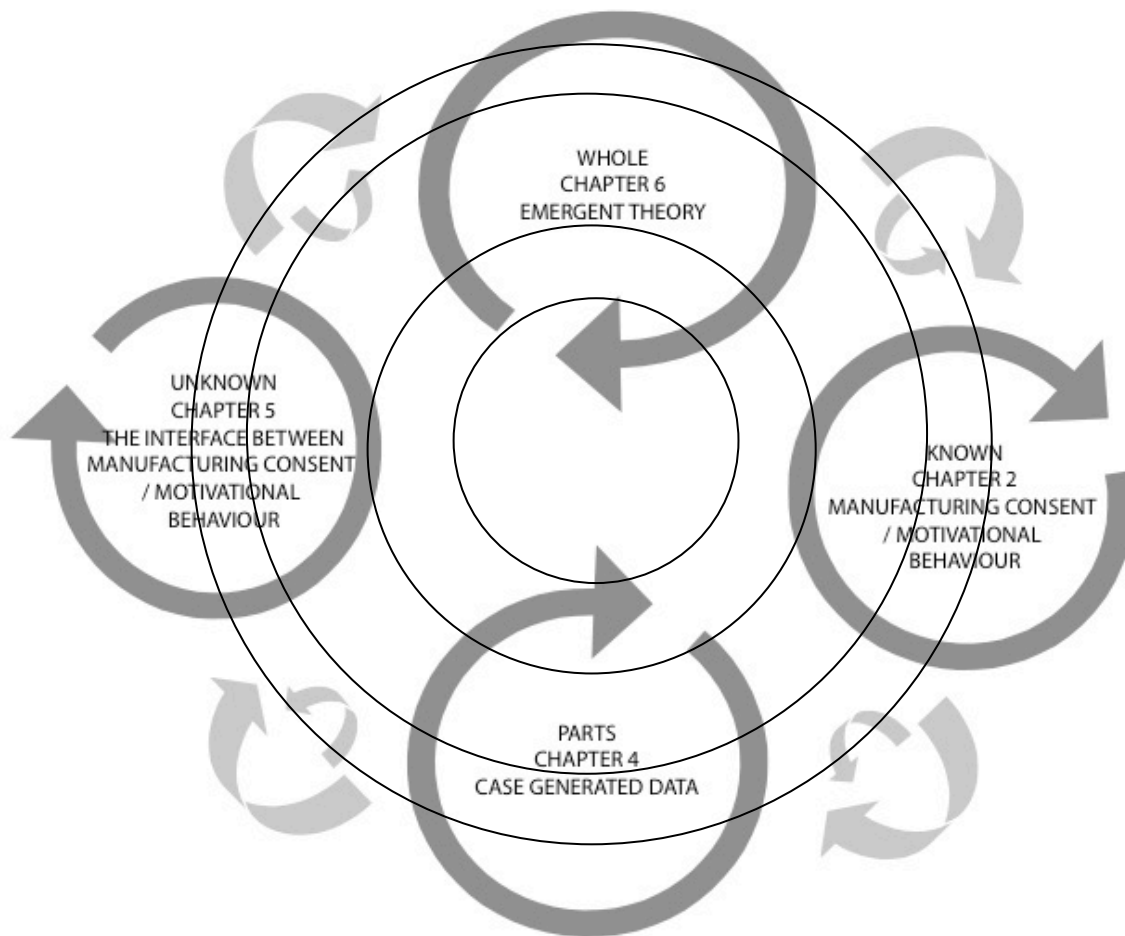 WHOLE
CHAPTER 6
EMERGENT THEORY
UNKNOWN
CHAPTER 5
THE INTERFACE BETWEEN
MANUFACTURING CONSENT
/ MOTIVATIONAL
BEHAVIOUR
KNOWN
CHAPTER 2
MANUFACTURING CONSENT
/ MOTIVATIONAL
BEHAVIOUR
PARTS
CHAPTER 4
CASE GENERATED DATA